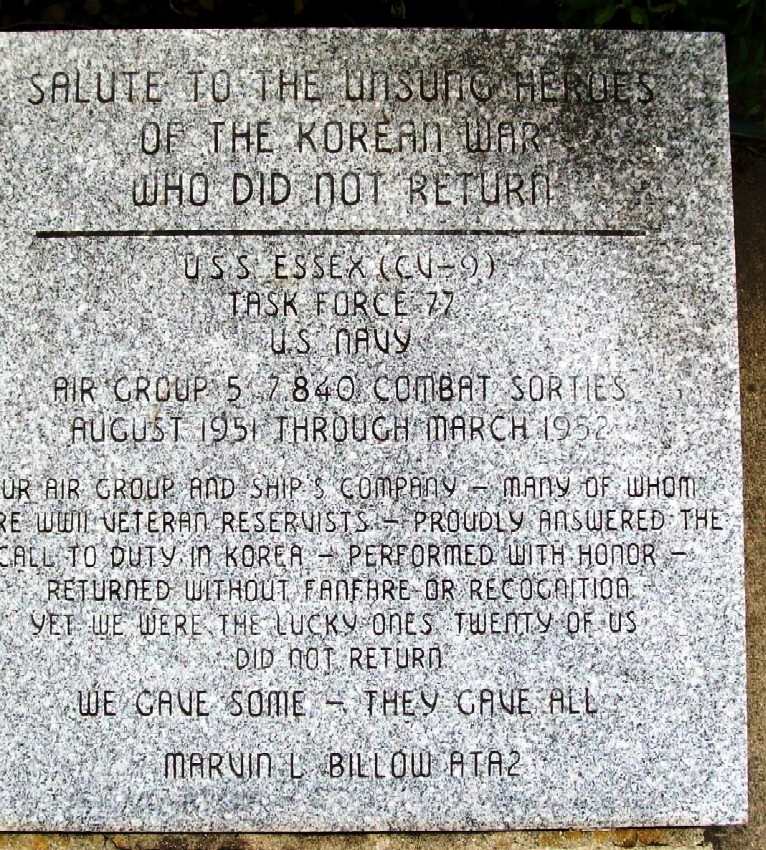 SALUTE TO THE UNSUNG HEROES
OF THE KOREAN WAR
WHO DID NOT RETURN
U.S.S. ESSEX (CV-9)
TASK FORCE 77
U.S. NAVY
AIR GROUP 5 7,840 COMBAT SORTIES
AUGUST 1951 THROUGH MARCH 1952
UR AIR GROUP AND SHIP'S COMPANY – MANY OF WHOM
RE WWII VETERAN RESERVISTS – PROUDLY ANSWERED THE
CALL TO DUTY IN KOREA – PERFORMED WITH HONOR –
RETURNED WITHOUT FANFARE OR RECOGNITION.
YET WE WERE THE LUCKY ONES. TWENTY OF US
DID NOT RETURN.
WE GAVE SOME – THEY GAVE ALL
MARVIN L. BILLOW ATA2